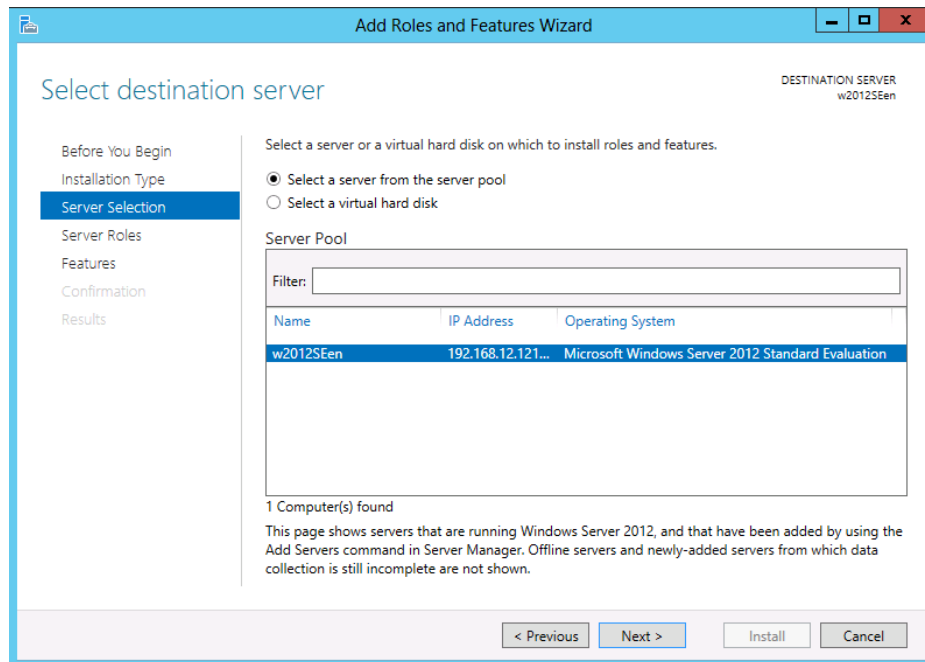 Add Roles and Features Wizard
Select destination server
DESTINATION SERVER
w2012SEen
Before You Begin
Installation Type
Server Selection
Server Roles
Features
Confirmation
Results
Select a server or a virtual hard disk on which to install roles and features.
Select a server from the server pool
Select a virtual hard disk
Server Pool
Filter:
Name IP Address Operating System
w2012SEen 192.168.12.121... Microsoft Windows Server 2012 Standard Evaluation
1 Computer(s) found
This page shows servers that are running Windows Server 2012, and that have been added by using the
Add Servers command in Server Manager. Offline servers and newly-added servers from which data
collection is still incomplete are not shown.
< Previous Next > Install Cancel